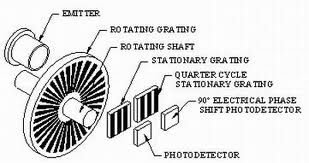 EMITTER
ROTATING GRATING
ROTATING SHAFT
STATIONARY GRATING
QUARTER CYCLE
STATIONARY GRATING
90° ELECTRICAL PHASE
SHIFT PHOTODETECTOR
PHOTODETECTOR